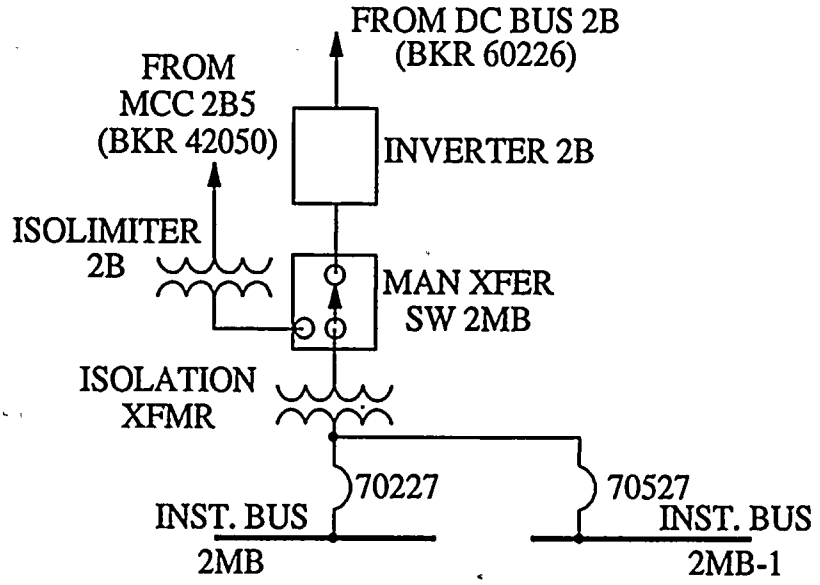 FROM DC BUS 2B
(BKR 60226)
FROM
MCC 2B5
(BKR 42050)
INVERTER 2B
ISOLIMITER
2B
MAN XFER
SW 2MB
ISOLATION
XFMR
70227
70527
INST. BUS
2MB
INST. BUS
2MB-1